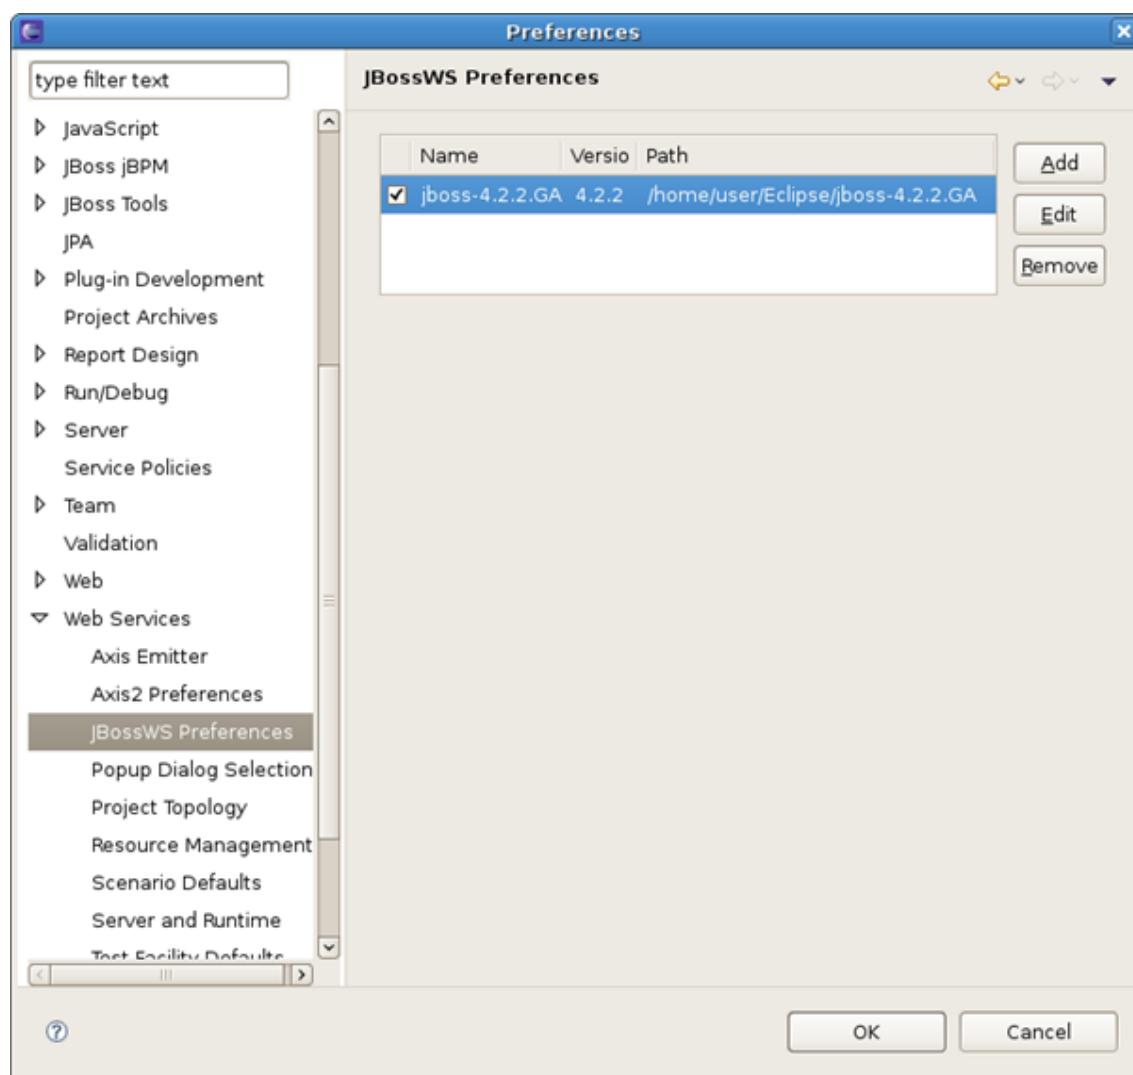 Preferences
type filter text
JavaScript
JBoss jBPM
JBoss Tools
JPA
Plug-in Development
Project Archives
Report Design
Run/Debug
Server
Service Policies
Team
Validation
Web
Web Services
Axis Emitter
Axis2 Preferences
JBossWS Preferences
Popup Dialog Selection
Project Topology
Resource Management
Scenario Defaults
Server and Runtime
Test Facility Defaults
JBossWS Preferences
Name Versio Path
jboss-4.2.2.GA 4.2.2 /home/user/Eclipse/jboss-4.2.2.GA
Add
Edit
Remove
OK Cancel